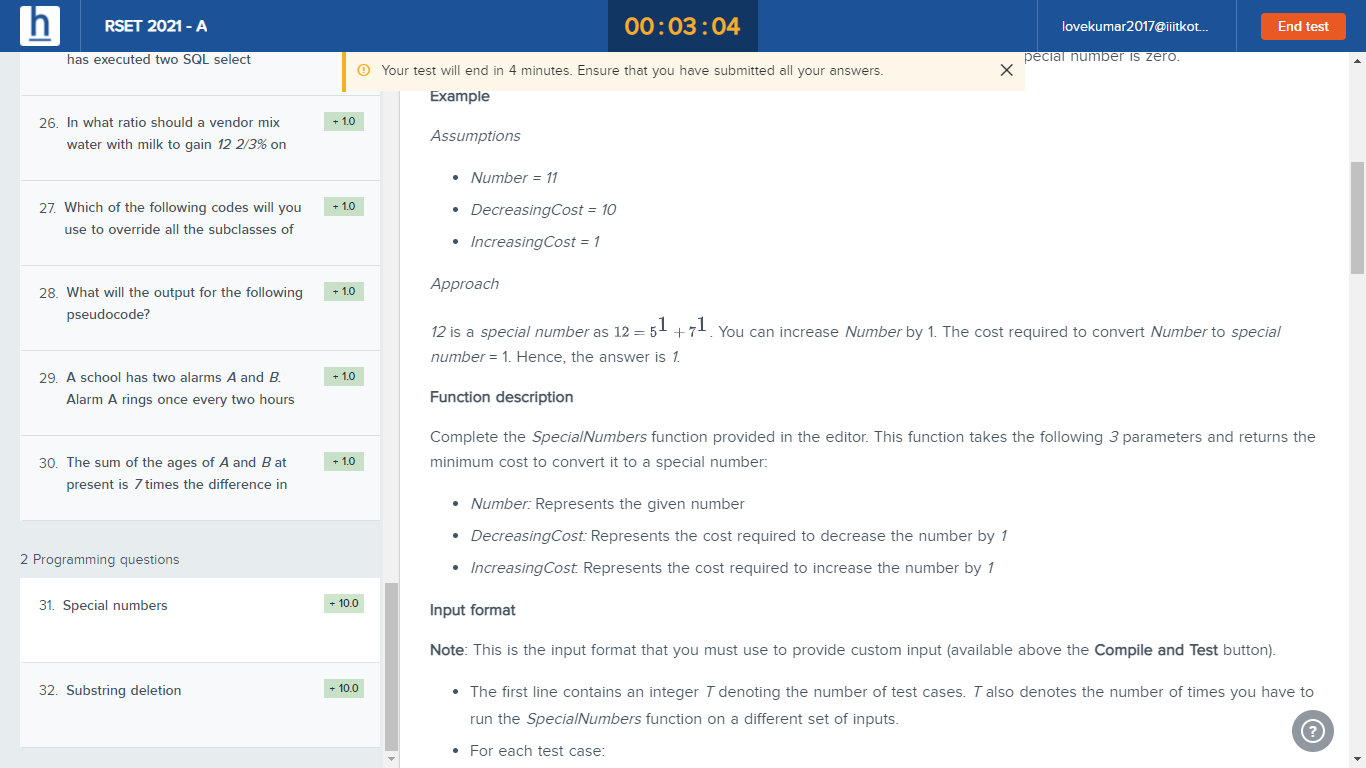 h
RSET 2021 - A
00 : 03 : 04
lovekumar2017@iiitkot...
End test
has executed two SQL select
Your test will end in 4 minutes. Ensure that you have submitted all your answers.
pecial number is zero.
26. In what ratio should a vendor mix
water with milk to gain 12 2/3% on
+ 1.0
27. Which of the following codes will you
use to override all the subclasses of
+ 1.0
28. What will the output for the following
pseudocode?
+ 1.0
29. A school has two alarms A and B.
Alarm A rings once every two hours
+ 1.0
30. The sum of the ages of A and B at
present is 7 times the difference in
+ 1.0
2 Programming questions
31. Special numbers
+ 10.0
32. Substring deletion
+ 10.0
Example
Assumptions
• Number = 11
• DecreasingCost = 10
• IncreasingCost = 1
Approach
12 is a special number as 12 = 5^1 + 7^1. You can increase Number by 1. The cost required to convert Number to special
number = 1. Hence, the answer is 1.
Function description
Complete the SpecialNumbers function provided in the editor. This function takes the following 3 parameters and returns the
minimum cost to convert it to a special number:
• Number: Represents the given number
• DecreasingCost: Represents the cost required to decrease the number by 1
• IncreasingCost: Represents the cost required to increase the number by 1
Input format
Note: This is the input format that you must use to provide custom input (available above the Compile and Test button).
• The first line contains an integer T denoting the number of test cases. T also denotes the number of times you have to
run the SpecialNumbers function on a different set of inputs.
• For each test case:
?